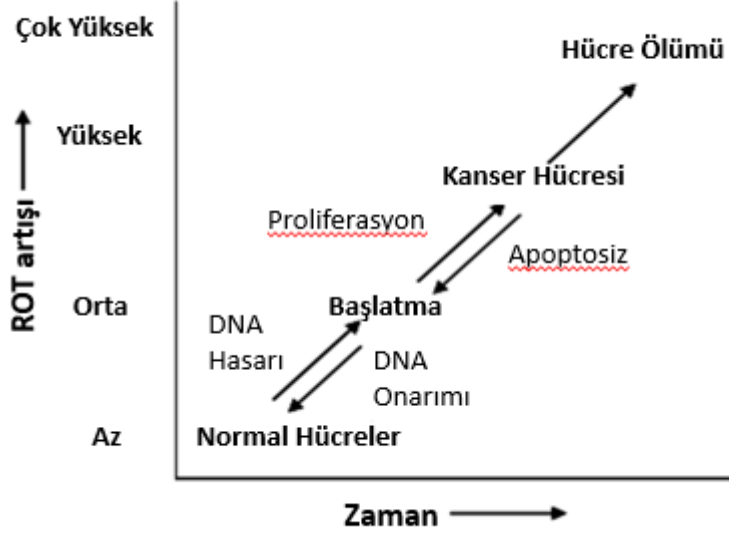 Çok Yüksek
Hücre Ölümü
Yüksek
Kanser Hücresi
Proliferasyon
Apoptosiz
ROT artışı
Orta
Başlatma
DNA
Hasarı
DNA
Onarımı
Az
Normal Hücreler
Zaman